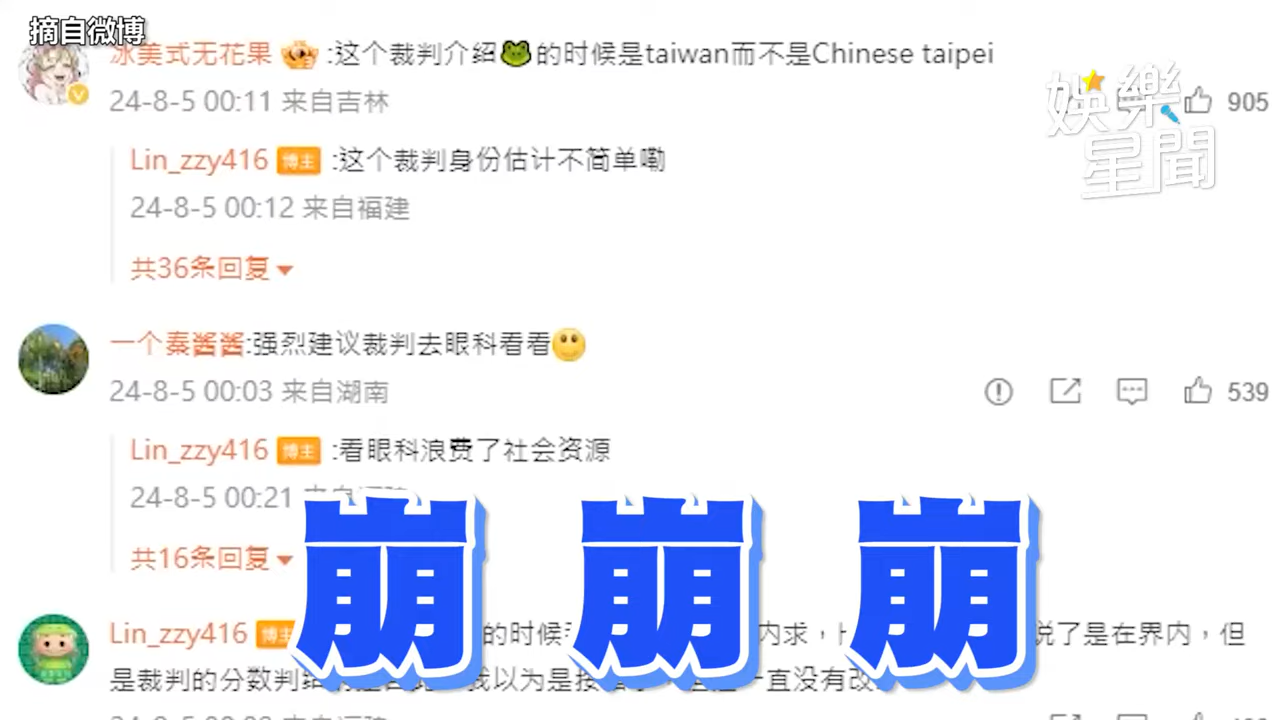 摘自微博
冰美式无花果 :这个裁判介绍🐸的时候是taiwan而不是Chinese taipei
24-8-5 00:11 来自吉林
905
娛樂星聞
Lin_zzy416 博主 :这个裁判身份估计不简单嘞
24-8-5 00:12 来自福建
共36条回复
一个秦酱酱:强烈建议裁判去眼科看看
24-8-5 00:03 来自湖南
539
Lin_zzy416 博主 :看眼科浪费了社会资源
24-8-5 00:21
共16条回复
崩 崩 崩
Lin_zzy416 的时候 内求，说了是在界内，但
是裁判的分数判给 我以为是 一直没有改